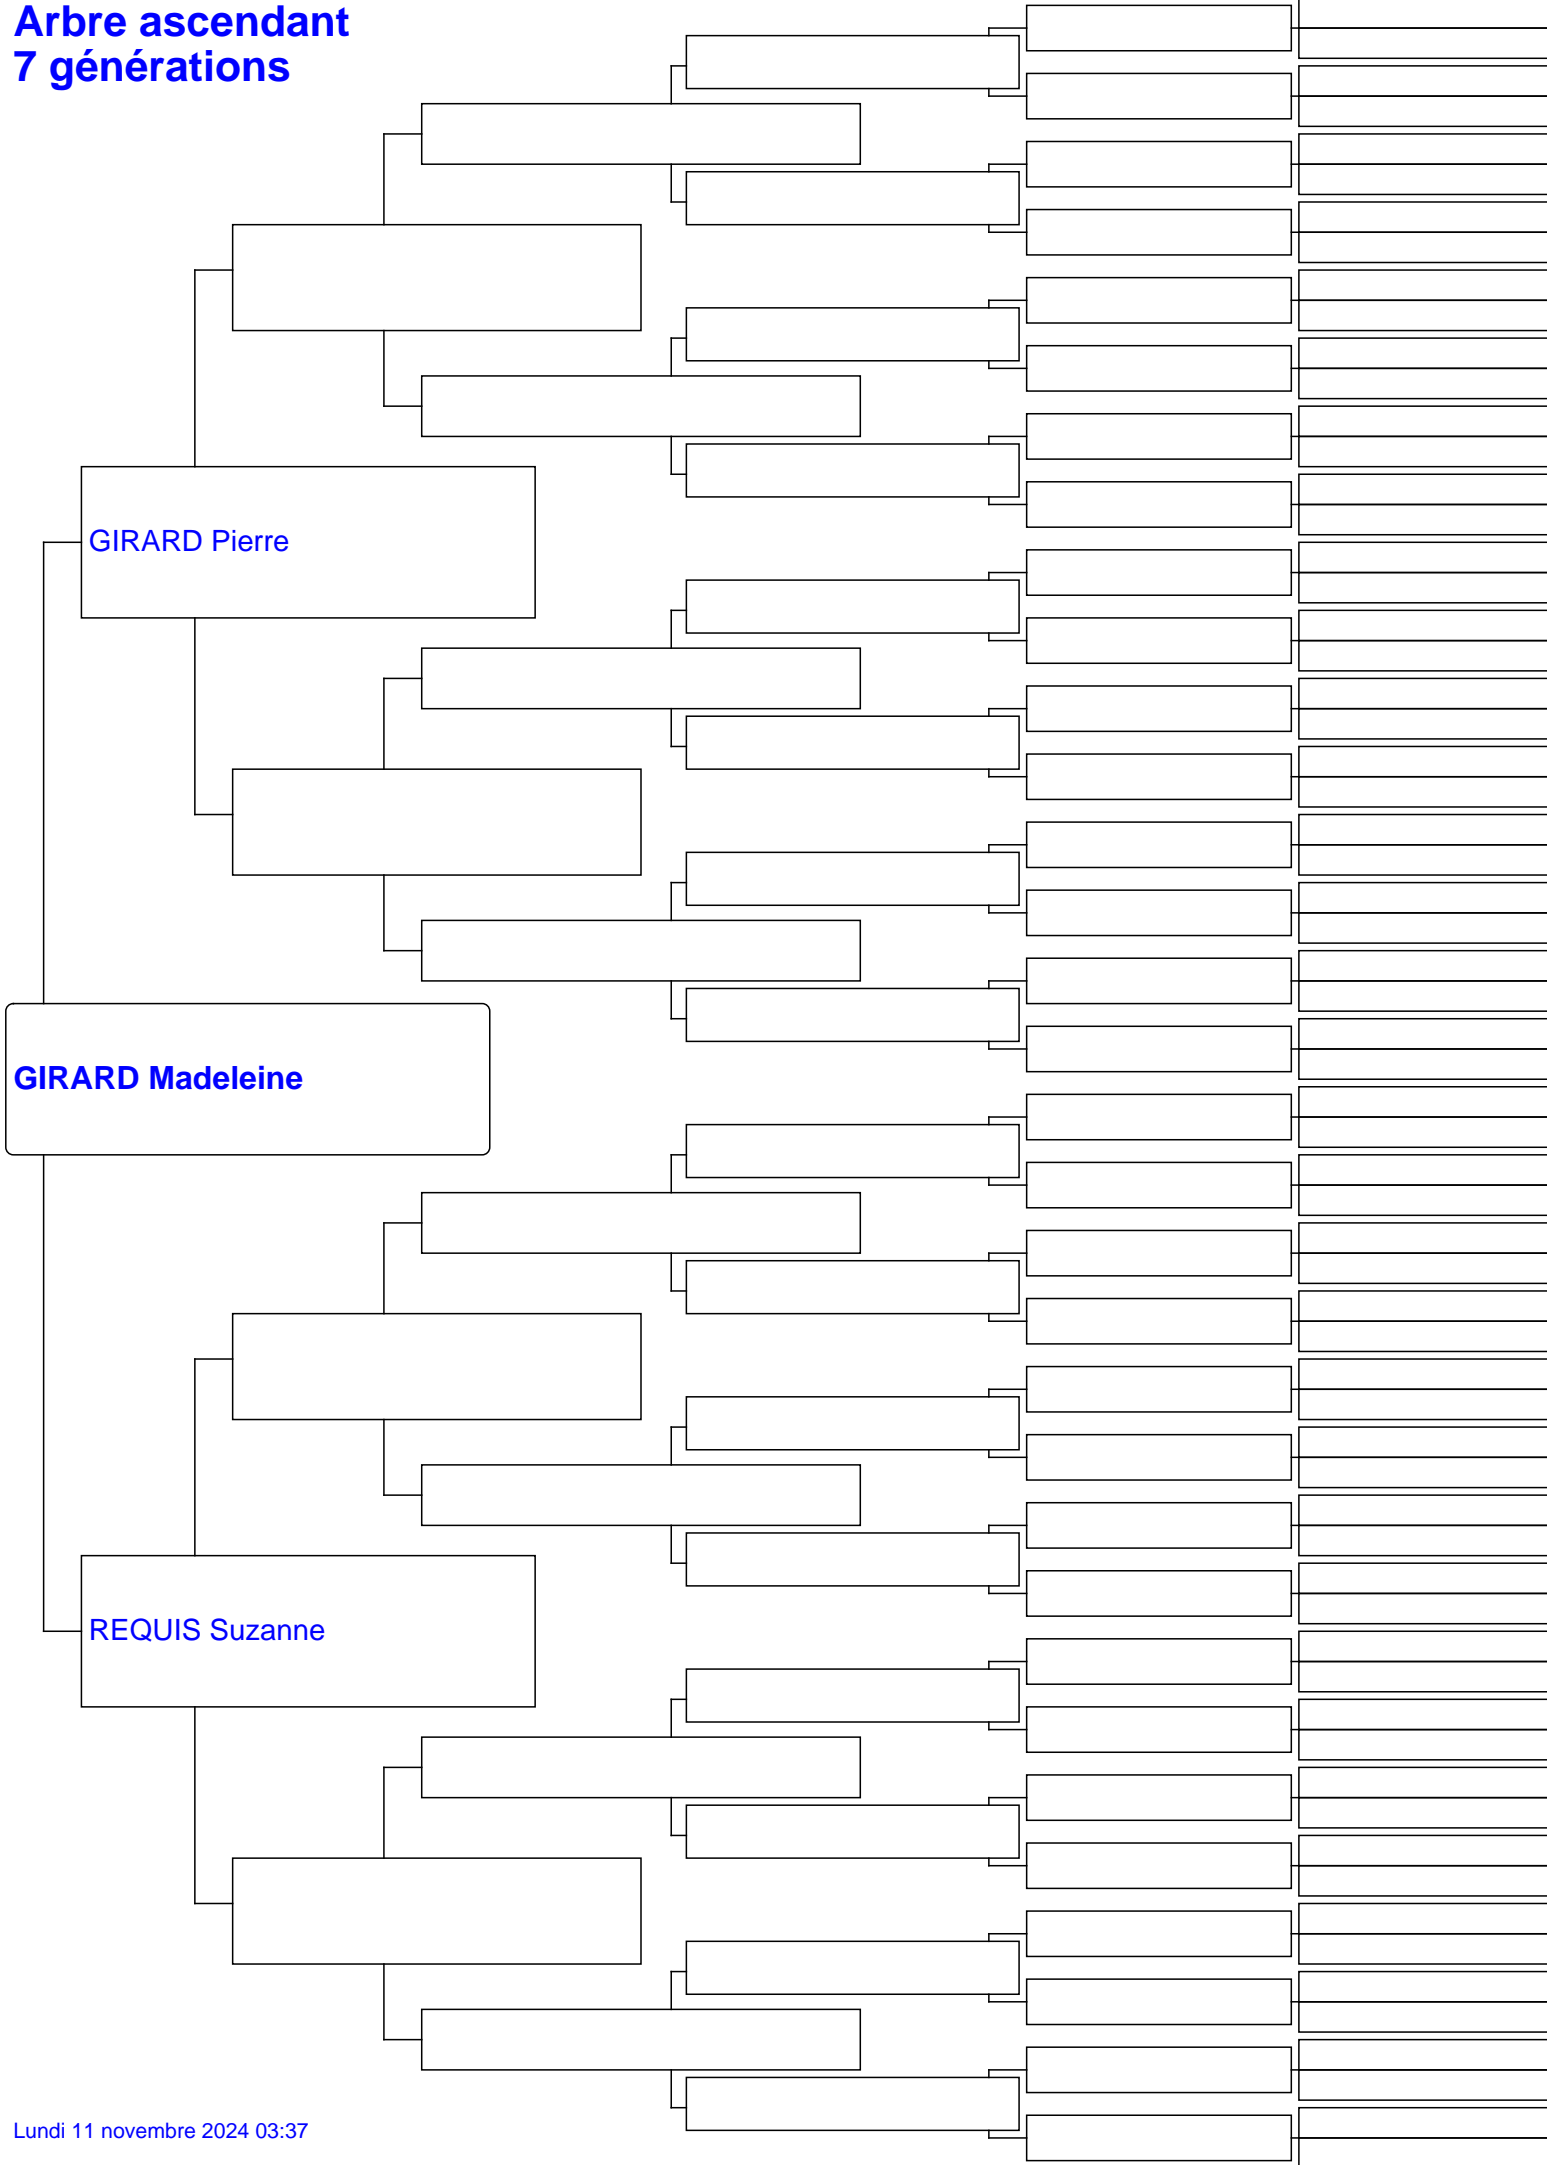 Arbre ascendant
7 générations
GIRARD Pierre
GIRARD Madeleine
REQUIS Suzanne
Lundi 11 novembre 2024 03:37